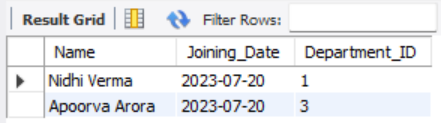 Result Grid Filter Rows:
Name Joining_Date Department_ID
Nidhi Verma 2023-07-20 1
Apoorva Arora 2023-07-20 3